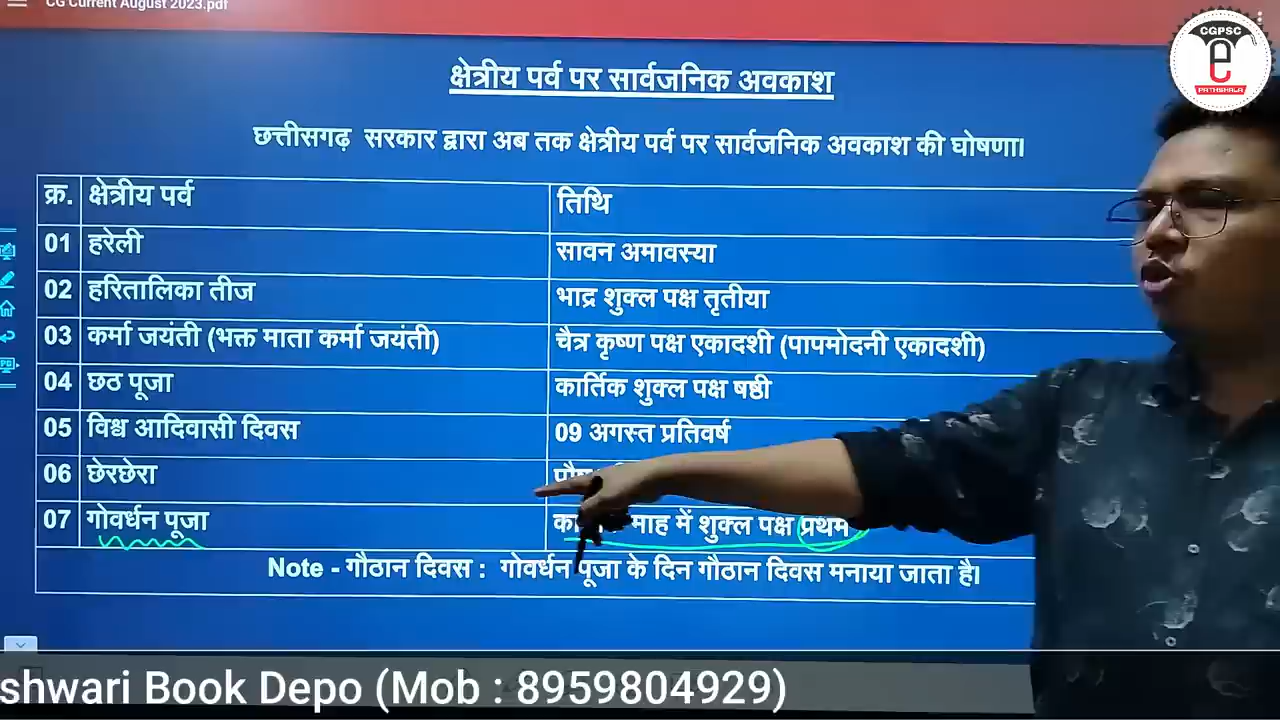 CG Current August 2023.pdf
CGPSC
e
PATHSHALA
क्षेत्रीय पर्व पर सार्वजनिक अवकाश
छत्तीसगढ़ सरकार द्वारा अब तक क्षेत्रीय पर्व पर सार्वजनिक अवकाश की घोषणा।
क्र. क्षेत्रीय पर्व तिथि
01 हरेली सावन अमावस्या
02 हरितालिका तीज भाद्र शुक्ल पक्ष तृतीया
03 कर्मा जयंती (भक्त माता कर्मा जयंती) चैत्र कृष्ण पक्ष एकादशी (पापमोदनी एकादशी)
04 छठ पूजा कार्तिक शुक्ल पक्ष षष्ठी
05 विश्व आदिवासी दिवस 09 अगस्त प्रतिवर्ष
06 छेरछेरा
07 गोवर्धन पूजा माह में शुक्ल पक्ष प्रथम
Note - गौठान दिवस : गोवर्धन पूजा के दिन गौठान दिवस मनाया जाता है।
shwari Book Depo (Mob : 8959804929)